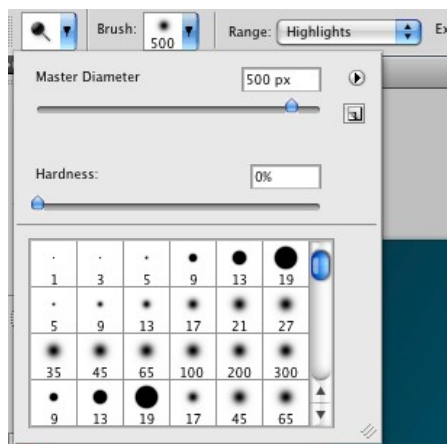 Brush: 500 Range: Highlights Ex
Master Diameter 500 px
Hardness: 0%
1 3 5 9 13 19
5 9 13 17 21 27
35 45 65 100 200 300
9 13 19 17 45 65